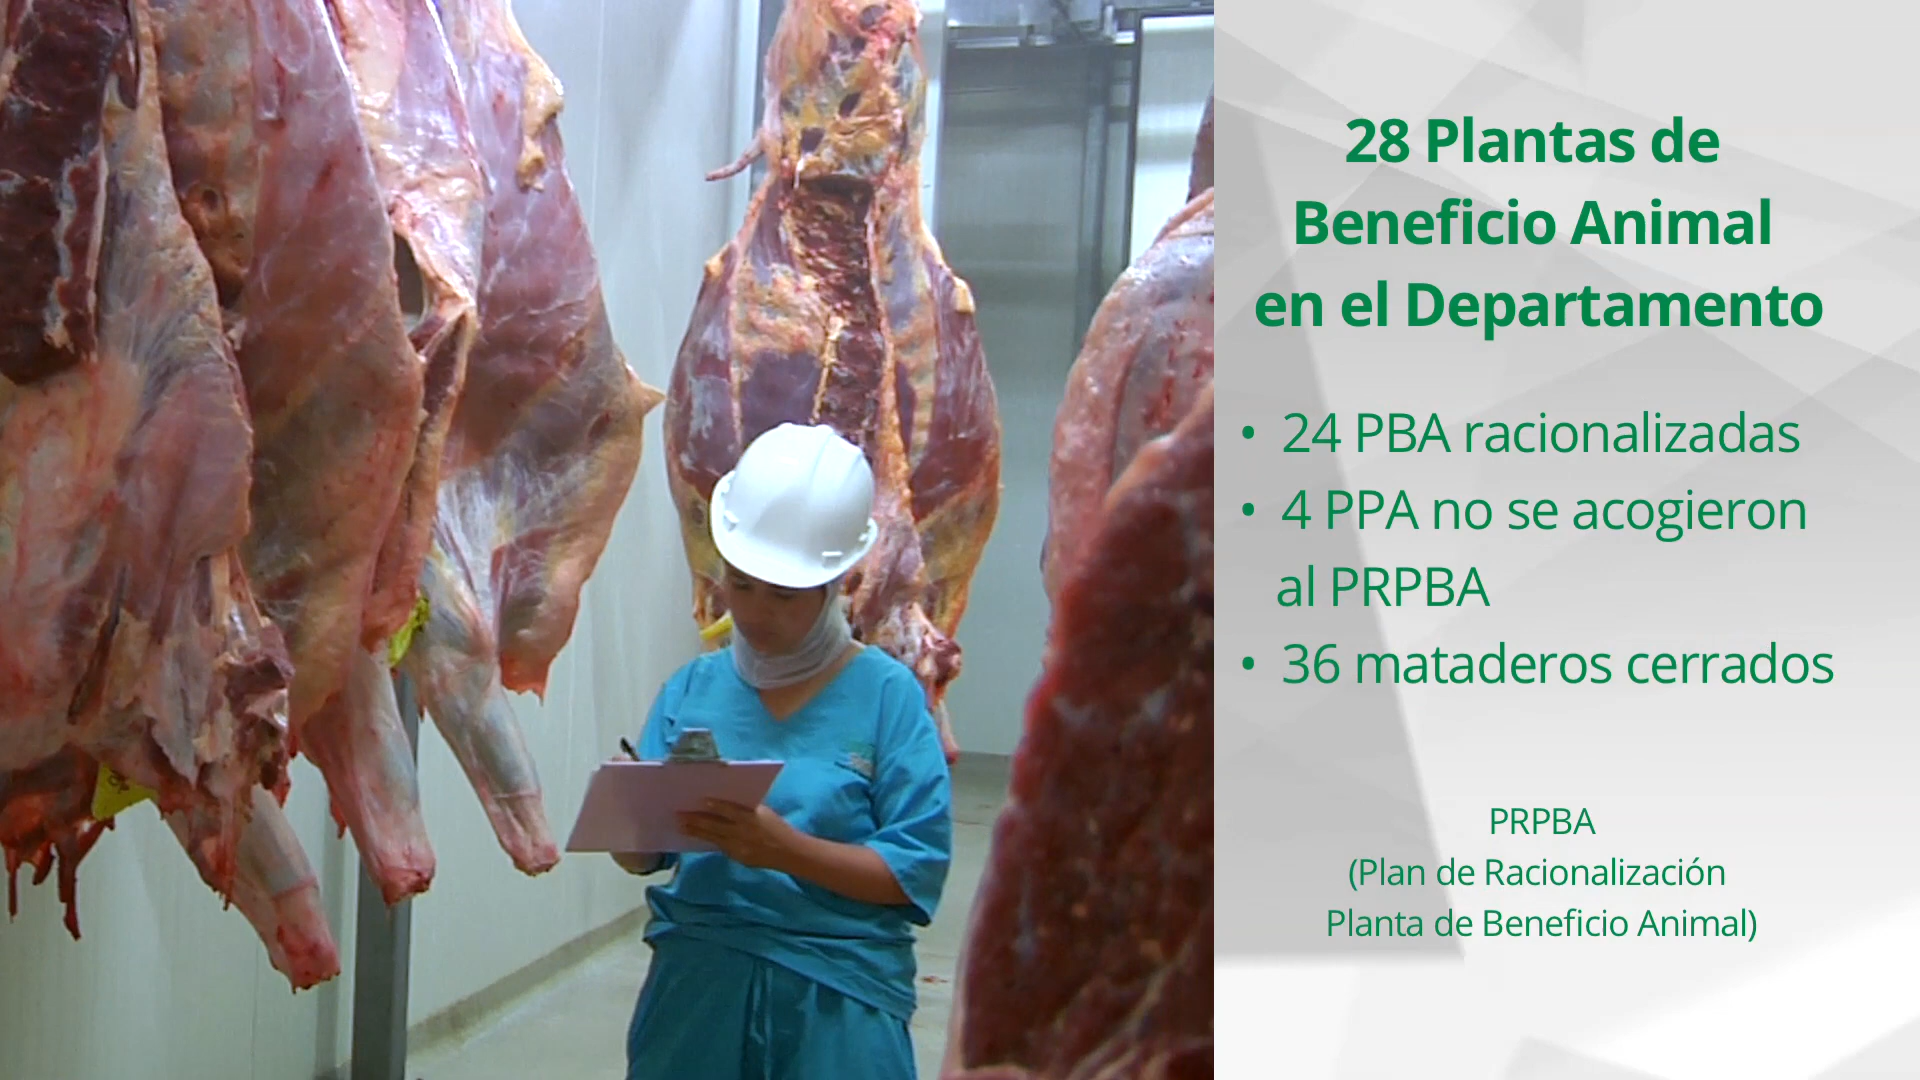 28 Plantas de
Beneficio Animal
en el Departamento
• 24 PBA racionalizadas
• 4 PPA no se acogieron
al PRPBA
• 36 mataderos cerrados
PRPBA
(Plan de Racionalización
Planta de Beneficio Animal)